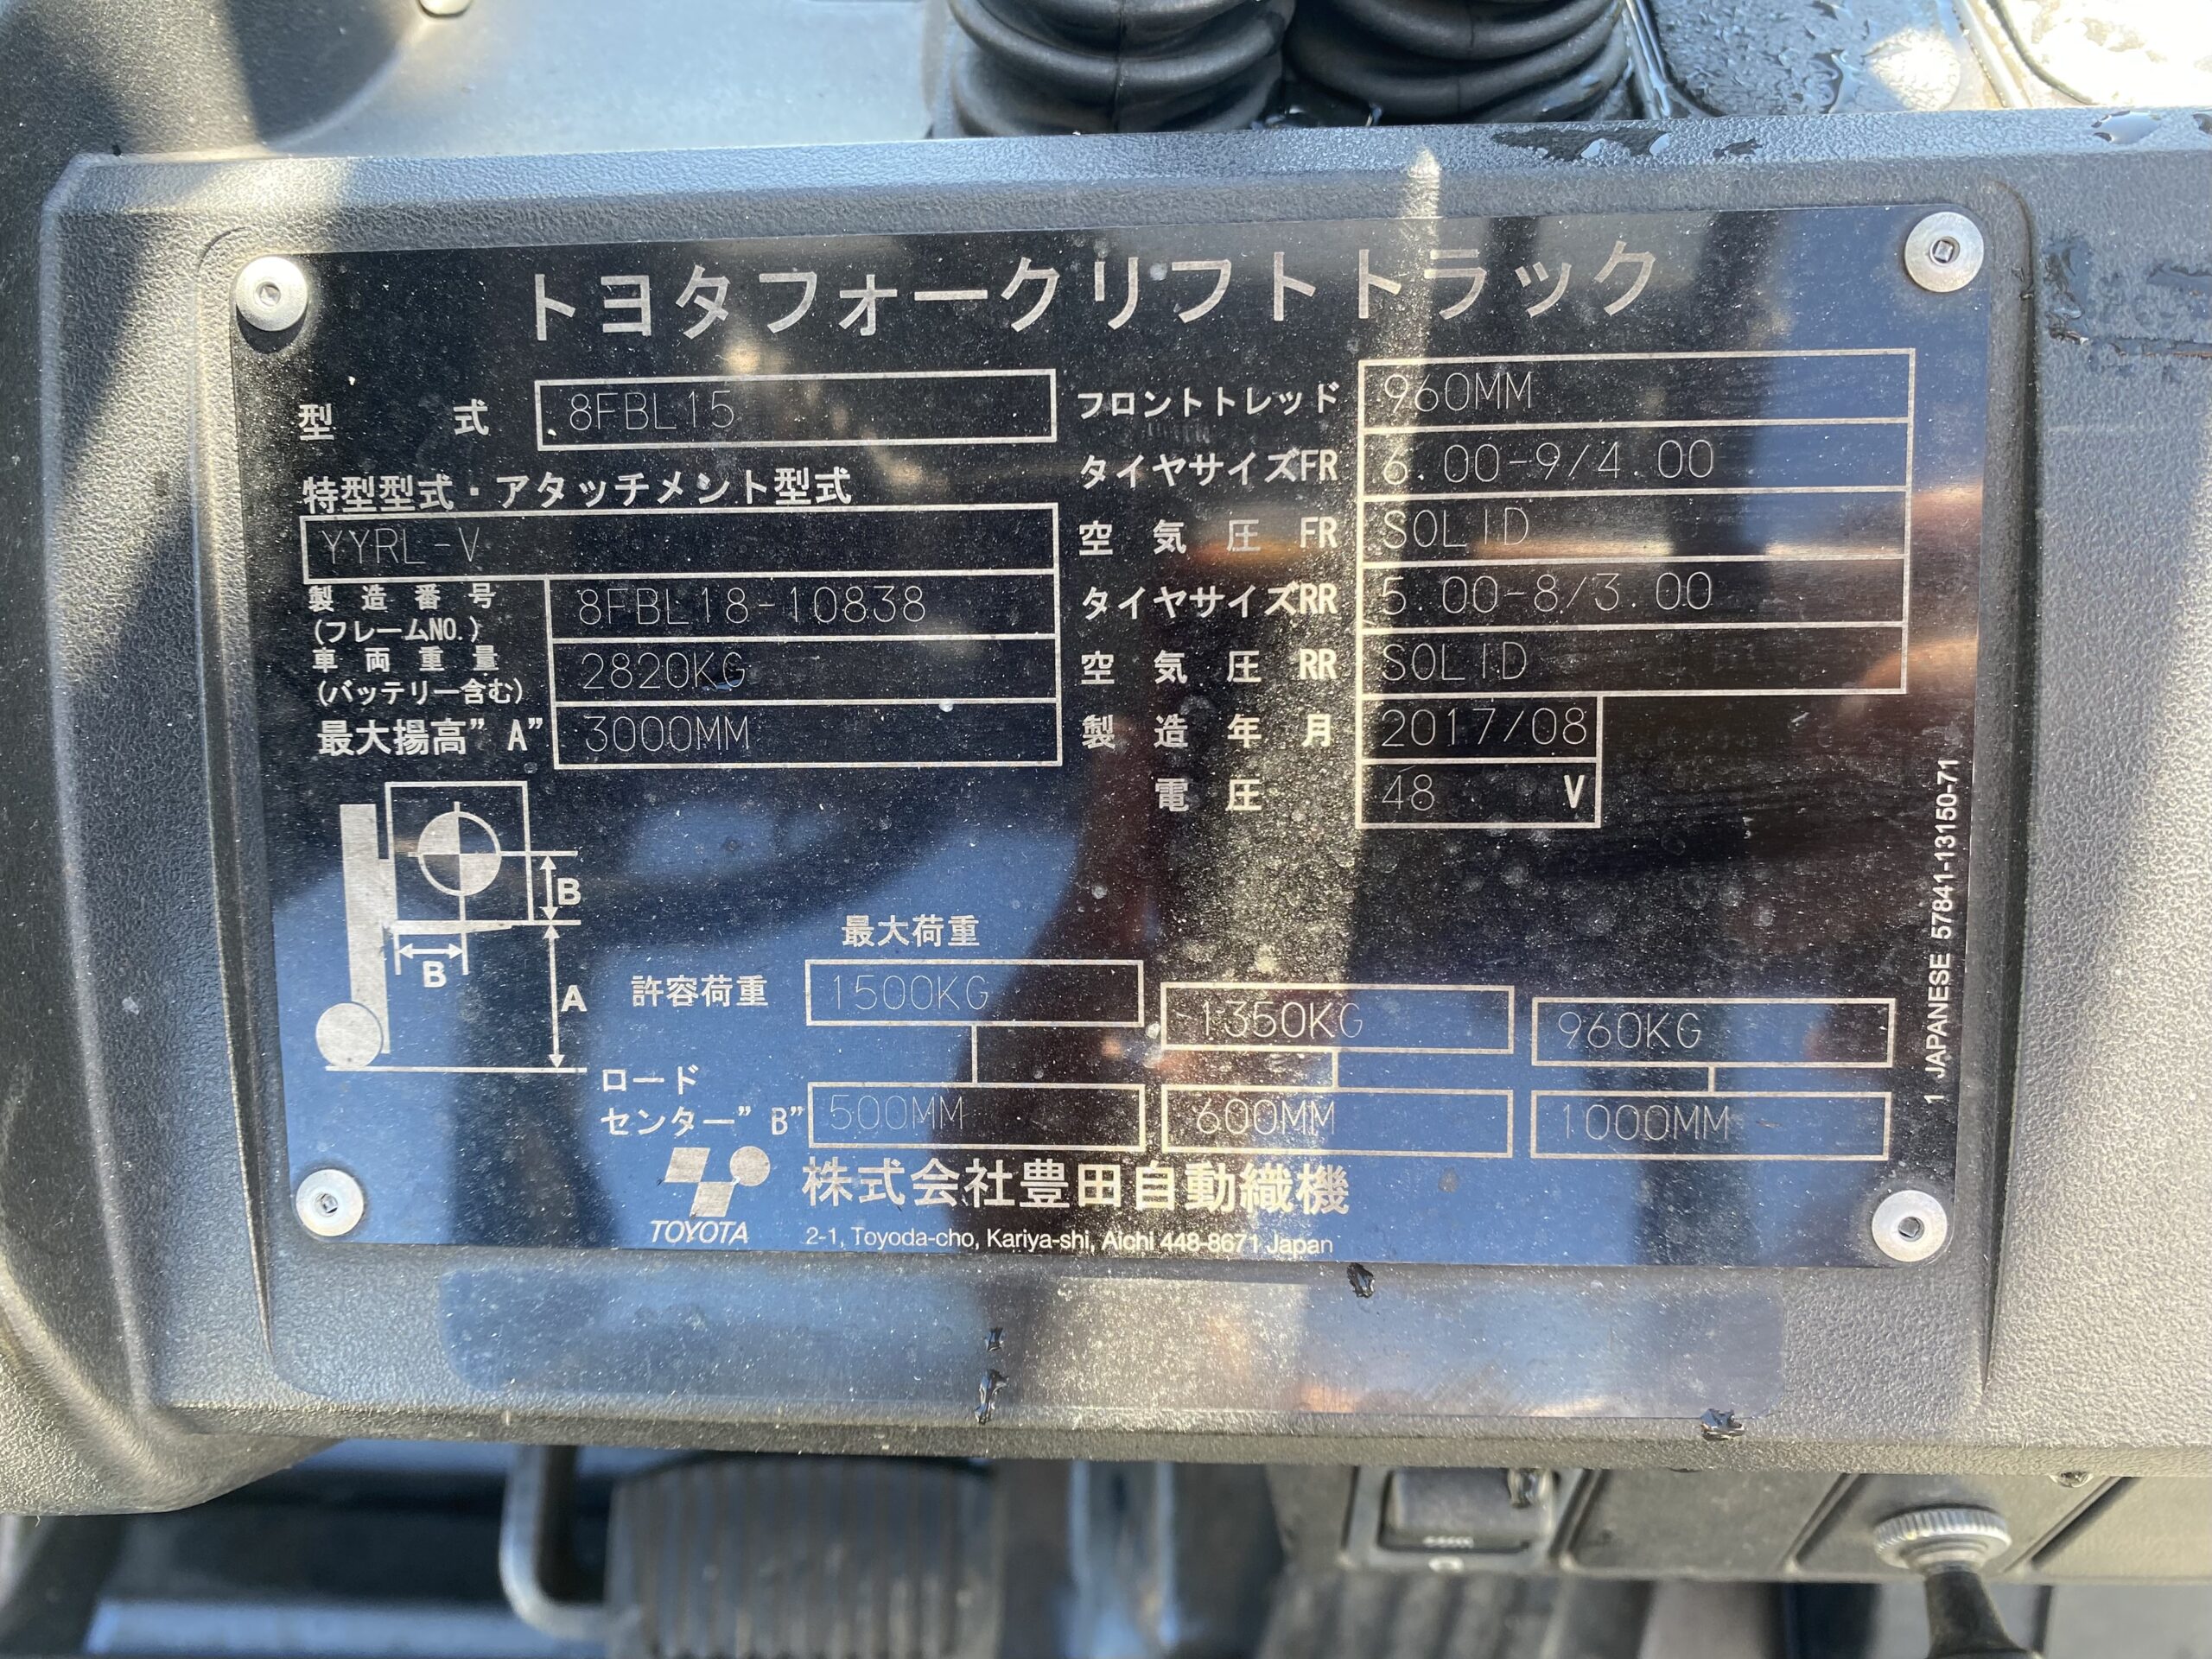 トヨタフォークリフトトラック
型 式 8FBL15
特型型式・アタッチメント型式
YYRL-V
製造番号 8FBL18-10838
(フレームNO.)
車両重量 2820KG
(バッテリー含む)
最大揚高"A" 3000MM
フロントトレッド 960MM
タイヤサイズFR 6.00-9/4.00
空気圧 FR SOLID
タイヤサイズRR 5.00-8/3.00
空気圧 RR SOLID
製造年月 2017/08
電圧 48 V
B
B
A
最大荷重
許容荷重 1500KG 1350KG 960KG
ロード
センター"B" 500MM 600MM 1000MM
TOYOTA
株式会社豊田自動織機
2-1, Toyoda-cho, Kariya-shi, Aichi 448-8671 Japan
1 JAPANESE 57841-13150-71